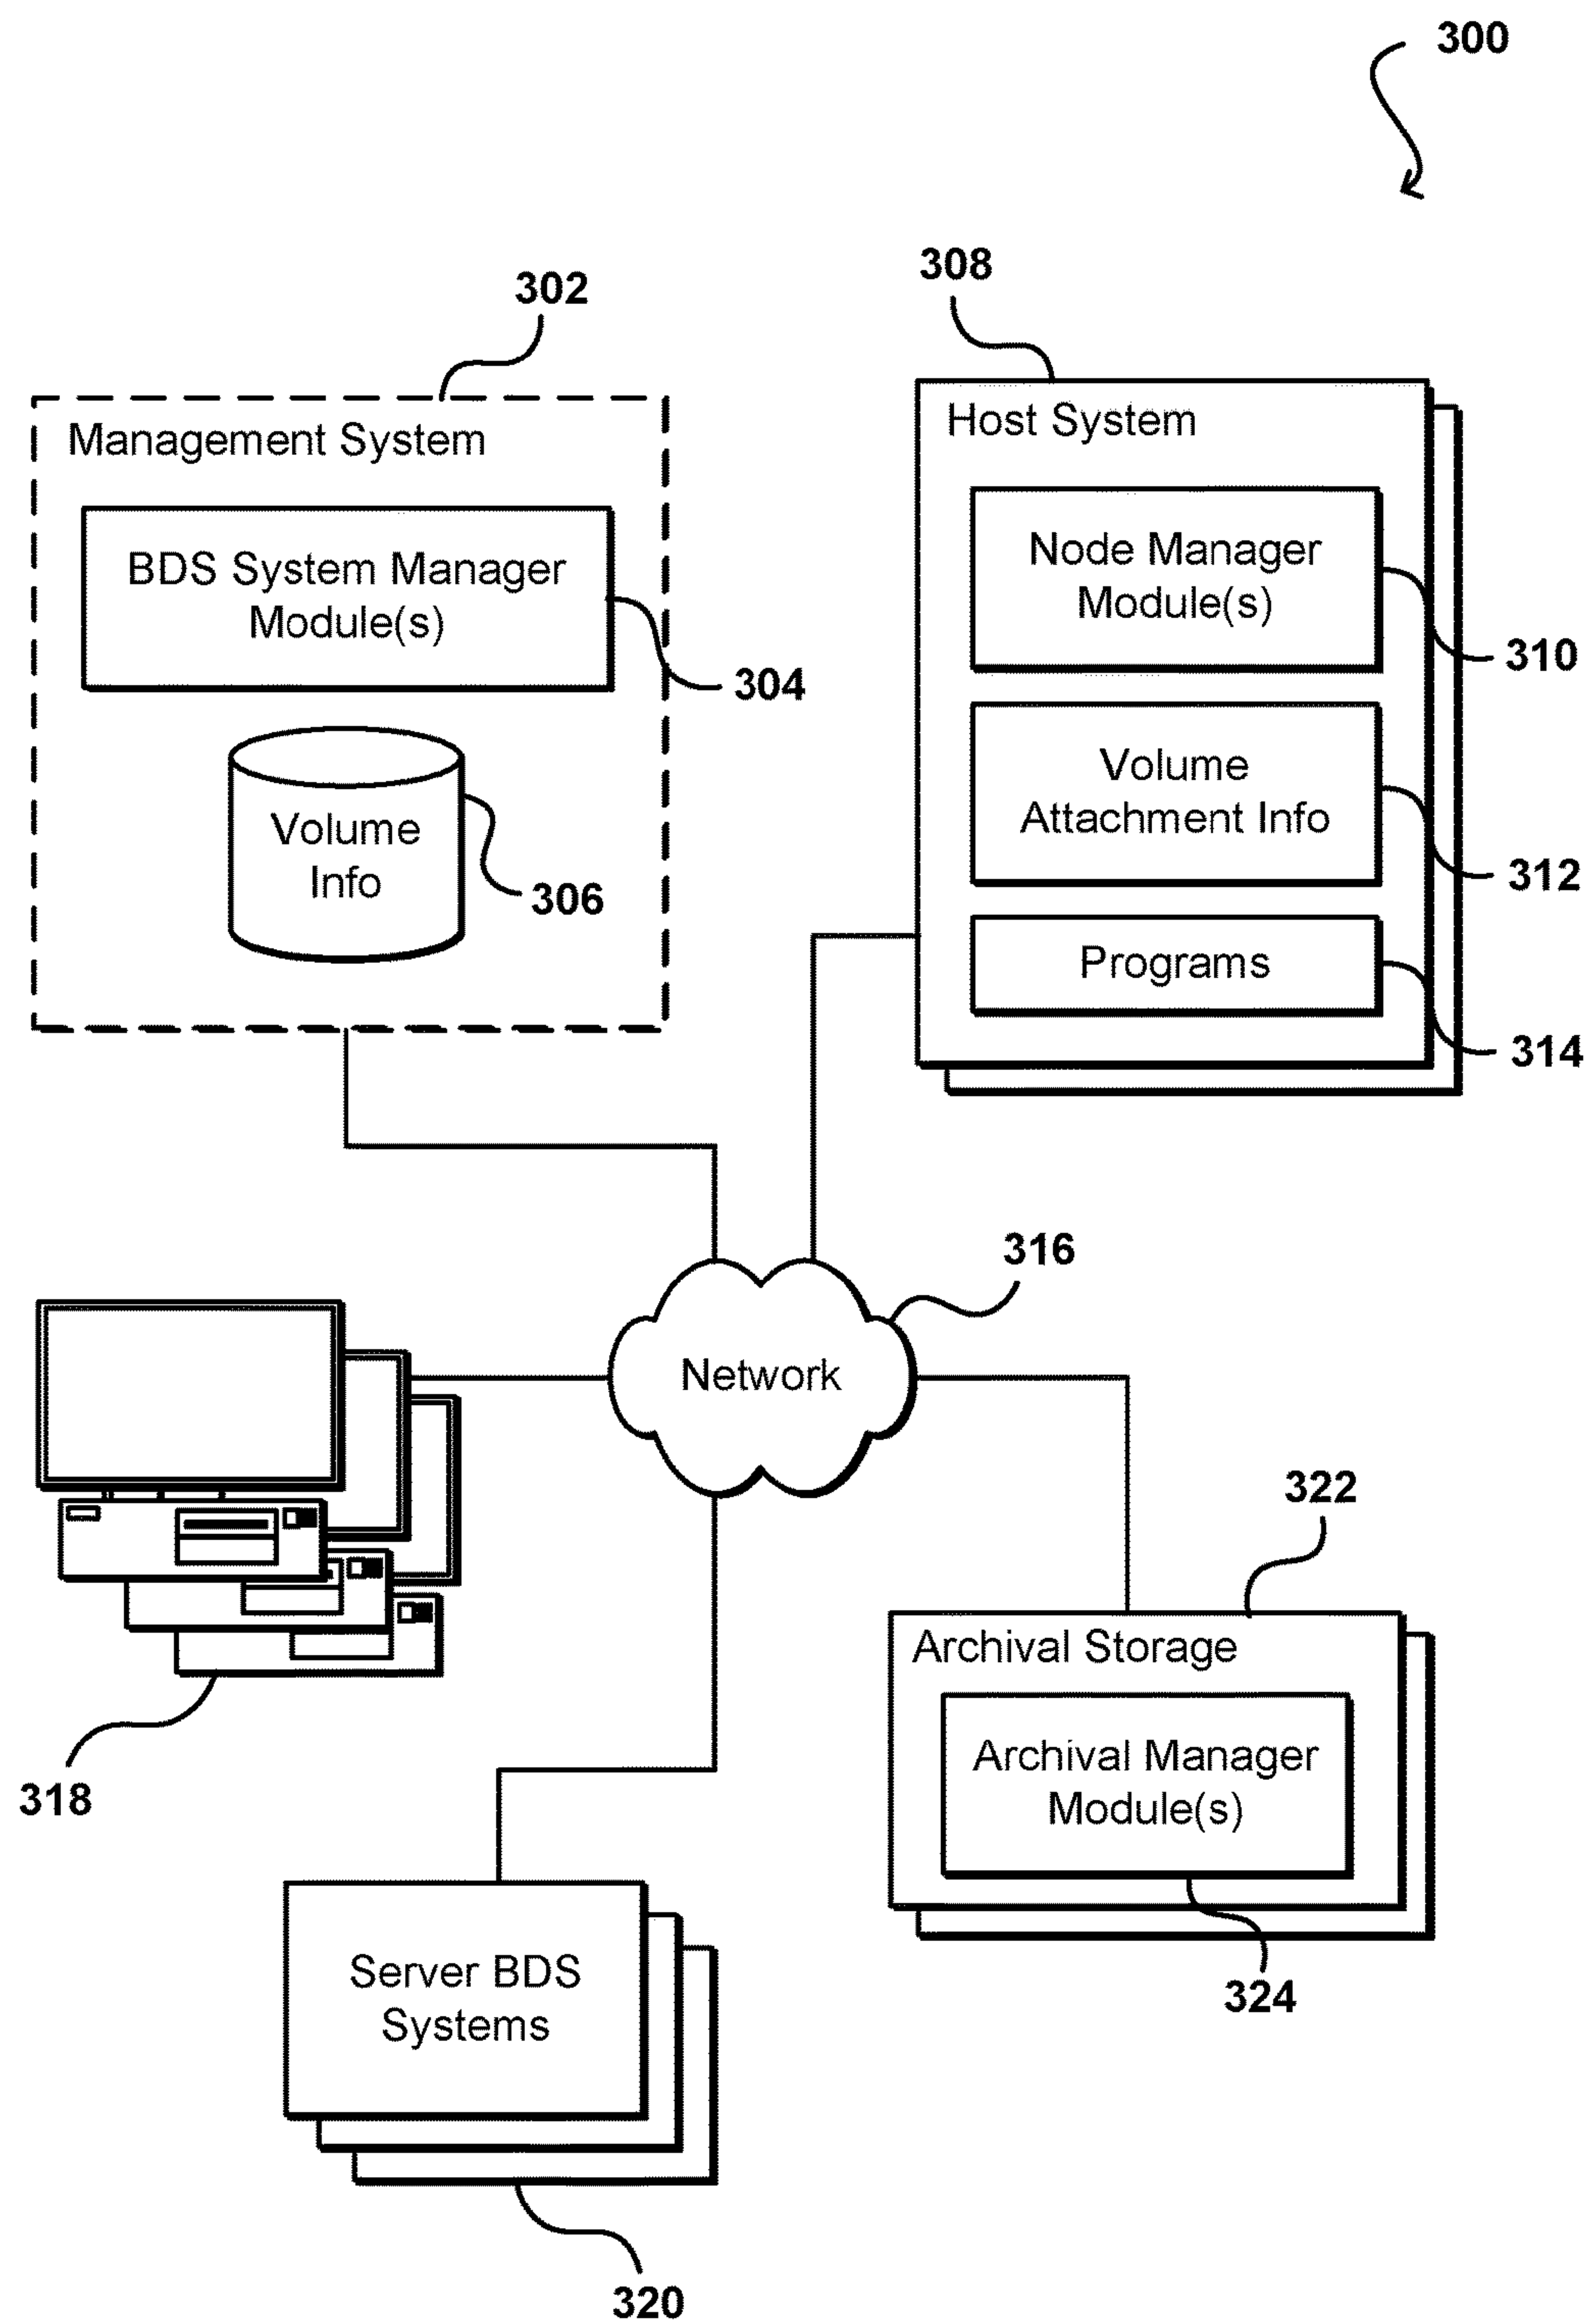 300
302
Management System
BDS System Manager
Module(s)
304
Volume
Info
306
308
Host System
Node Manager
Module(s)
310
Volume
Attachment Info
312
Programs
314
316
Network
318
322
Archival Storage
Archival Manager
Module(s)
324
Server BDS
Systems
320